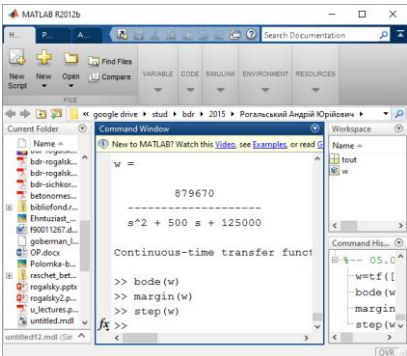 MATLAB R2012b
H... P... A... Search Documentation
New Script New Open Find Files Compare VARIABLE CODE SIMULINK ENVIRONMENT RESOURCES
FILE
« google drive ▸ stud ▸ bdr ▸ 2015 ▸ Рогальський Андрій Юрійович ▸
Current Folder
Name
bdr-rogalsk...
bdr-rogalsk...
bdr-sichkor...
betonomes...
bibliofond.r...
Ehntuziast_...
f90011267.d...
goberman_l...
OP.docx
Polomka-b...
raschet_bet...
rogalsky.pptx
rogalsky2.p...
u_lectures.p...
untitled.mdl
untitled12.mdl (Sir
Command Window
New to MATLAB? Watch this Video, see Examples, or read G
w =
879670
--------------------
s^2 + 500 s + 125000
Continuous-time transfer funct
>> bode(w)
>> margin(w)
>> step(w)
fx >>
Workspace
Name
tout
w
Command His...
%-- 05.0
w=tf([
bode(w
margin
step(w
OVR